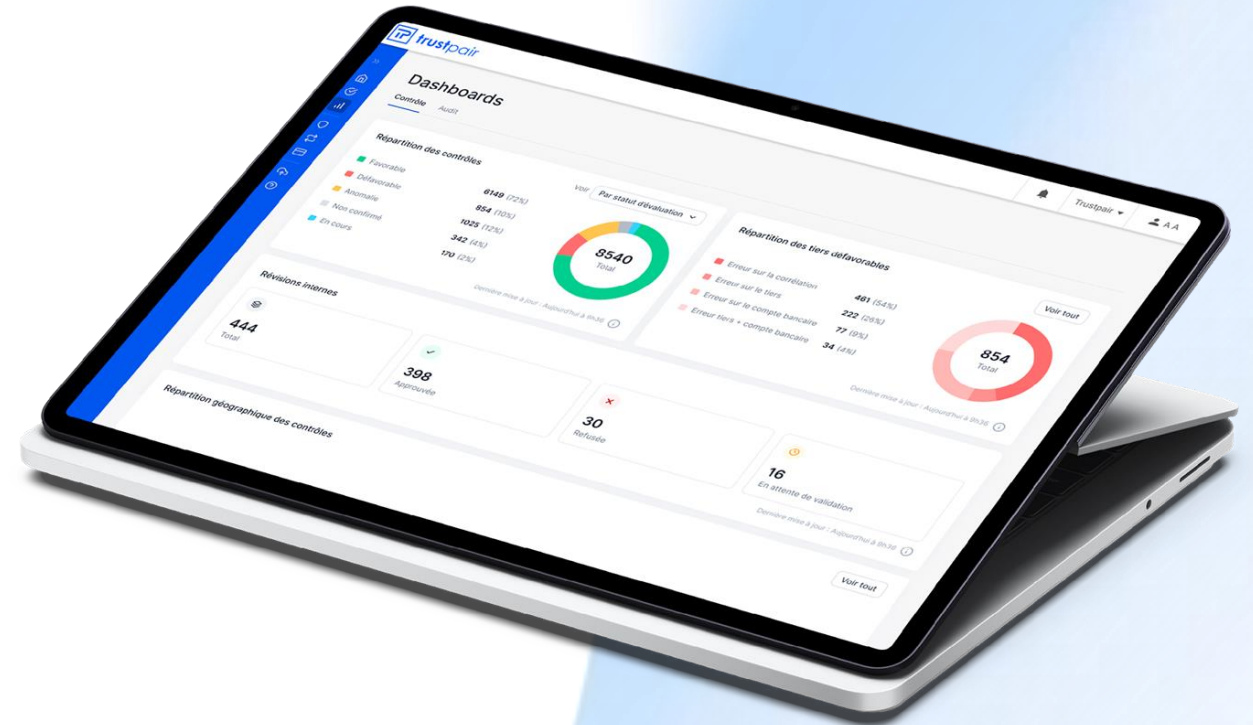 trustpair
Trustpair
A A
Dashboards
Contrôle Audit
Répartition des contrôles
Voir Par statut d'évaluation
Favorable 6149 (72%)
Défavorable 854 (10%)
Anomalie 1025 (12%)
Non confirmé 342 (4%)
En cours 170 (2%)
8540
Total
Dernière mise à jour : Aujourd'hui à 9h36
Répartition des tiers defavorables
Voir tout
Erreur sur la corrélation 461 (54%)
Erreur sur le tiers 222 (26%)
Erreur sur le compte bancaire 77 (9%)
Erreur tiers + compte bancaire 34 (4%)
854
Total
Dernière mise à jour : Aujourd'hui à 9h36
Révisions internes
444
Total
398
Approuvée
30
Refusée
16
En attente de validation
Dernière mise à jour : Aujourd'hui à 9h36
Répartition géographique des contrôles
Voir tout